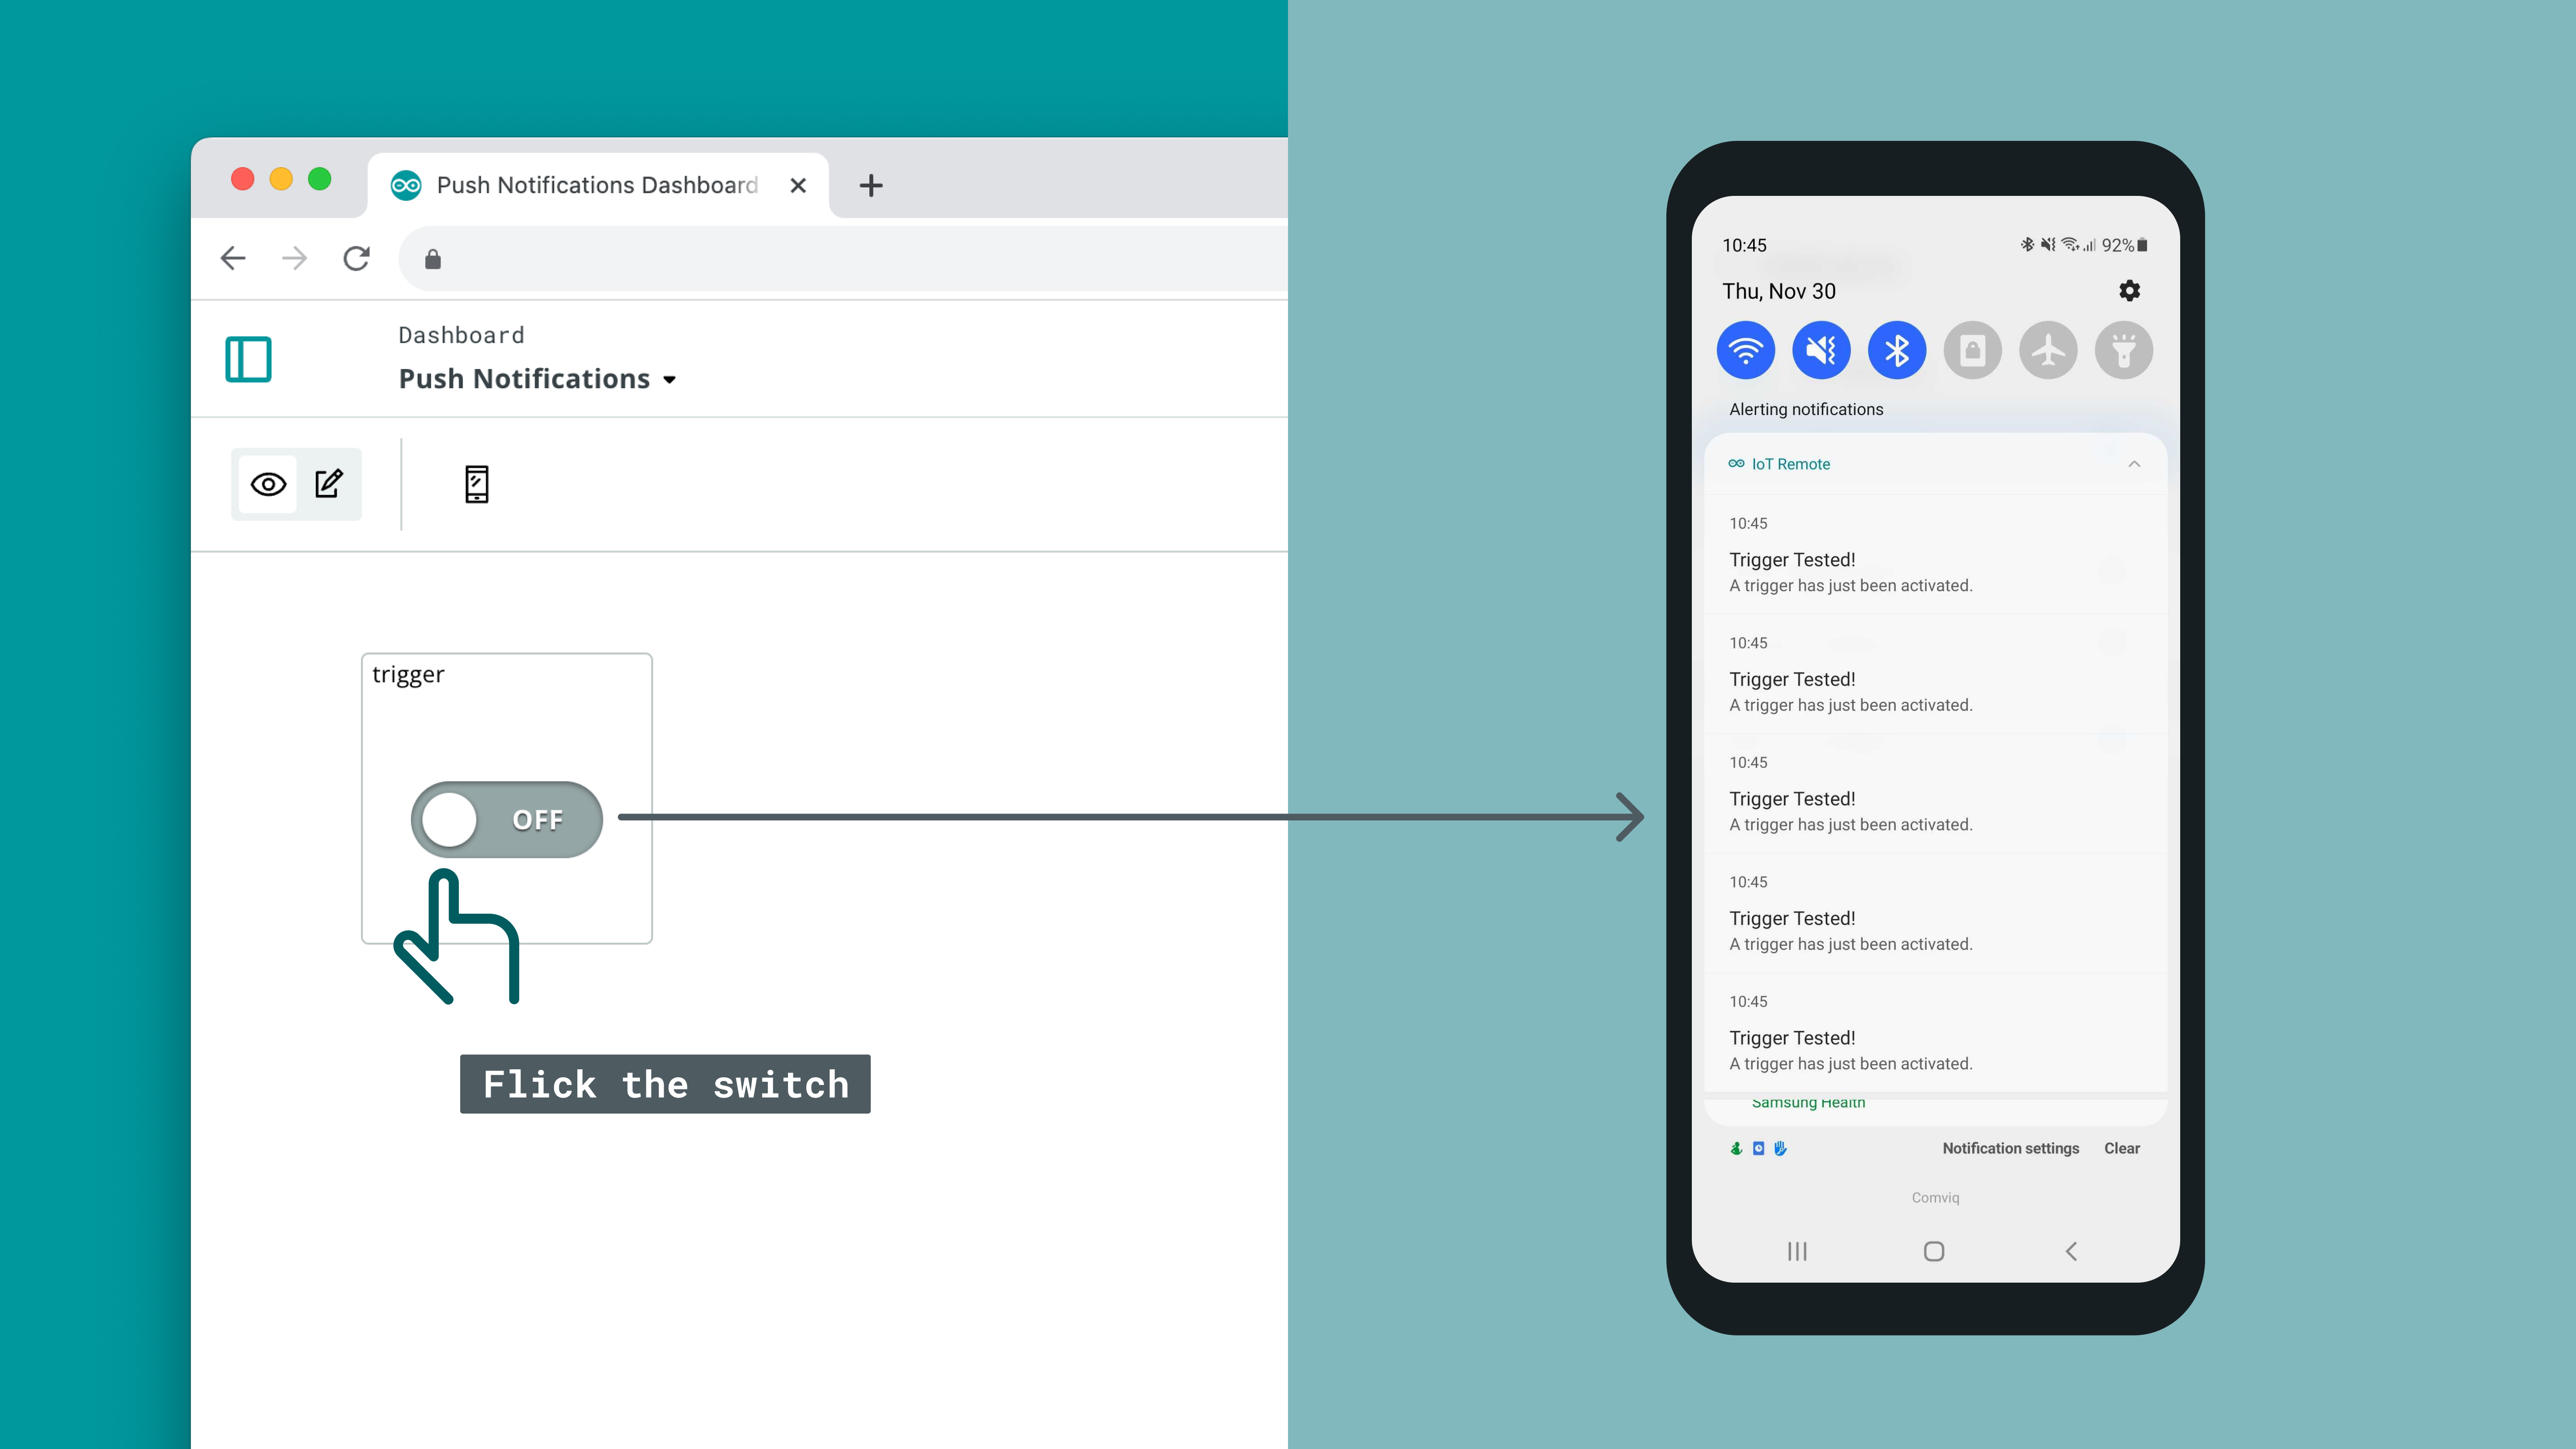 Push Notifications Dashboard
Dashboard
Push Notifications
trigger
OFF
Flick the switch
10:45
92%
Thu, Nov 30
Alerting notifications
IoT Remote
10:45
Trigger Tested!
A trigger has just been activated.
10:45
Trigger Tested!
A trigger has just been activated.
10:45
Trigger Tested!
A trigger has just been activated.
10:45
Trigger Tested!
A trigger has just been activated.
10:45
Trigger Tested!
A trigger has just been activated.
Samsung Health
Notification settings Clear
Comviq